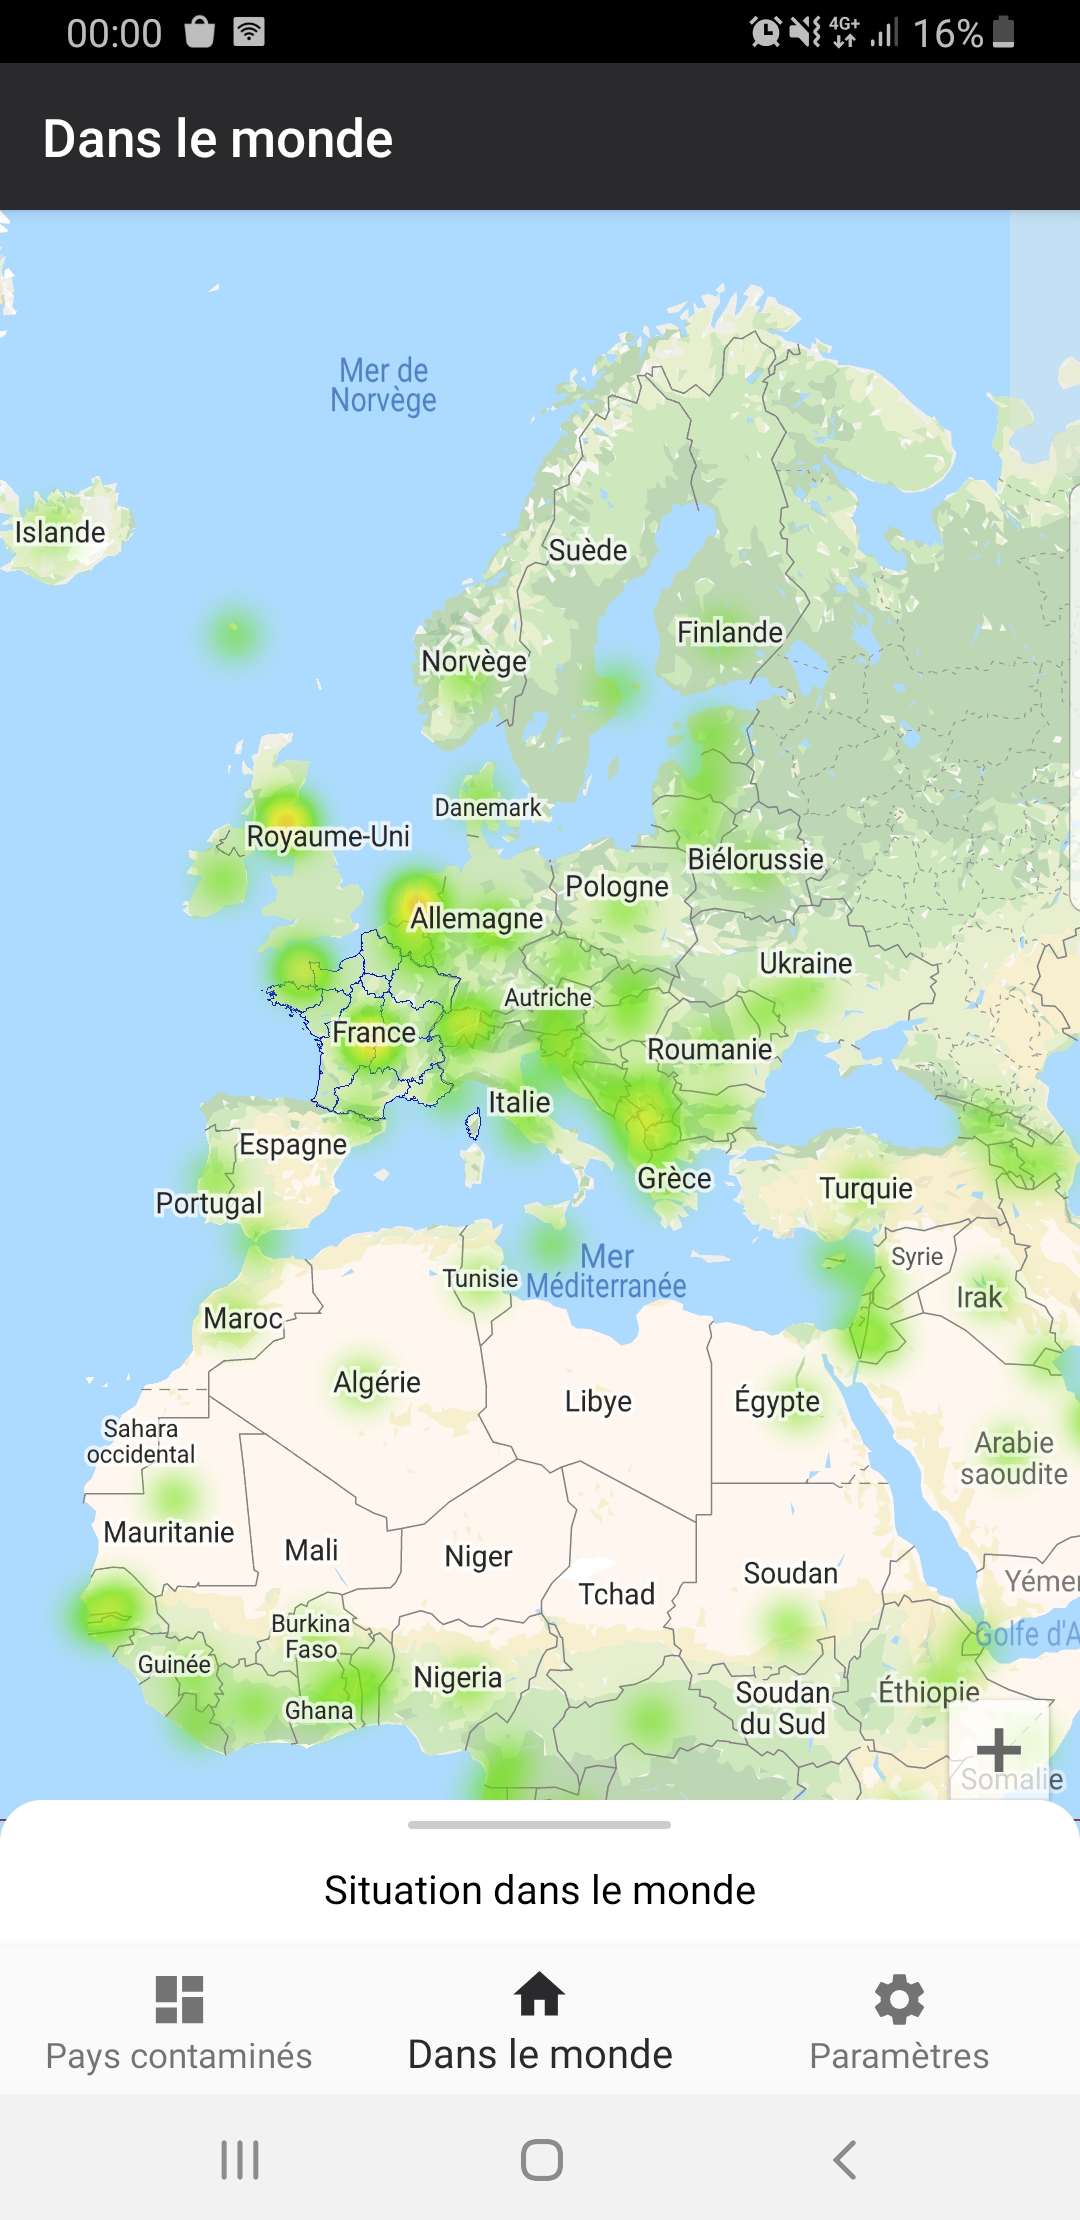 00:00
4G+
16%
Dans le monde
Mer de
Norvège
Islande
Suède
Finlande
Norvège
Danemark
Royaume-Uni
Biélorussie
Pologne
Allemagne
Ukraine
Autriche
France
Roumanie
Italie
Espagne
Grèce
Turquie
Portugal
Mer
Méditerranée
Syrie
Tunisie
Irak
Maroc
Algérie
Libye
Égypte
Sahara
occidental
Arabie
saoudite
Mauritanie
Mali
Niger
Soudan
Yémen
Tchad
Burkina
Faso
Golfe d'A
Guinée
Nigeria
Ghana
Soudan
du Sud
Éthiopie
Somalie
Situation dans le monde
Pays contaminés
Dans le monde
Paramètres